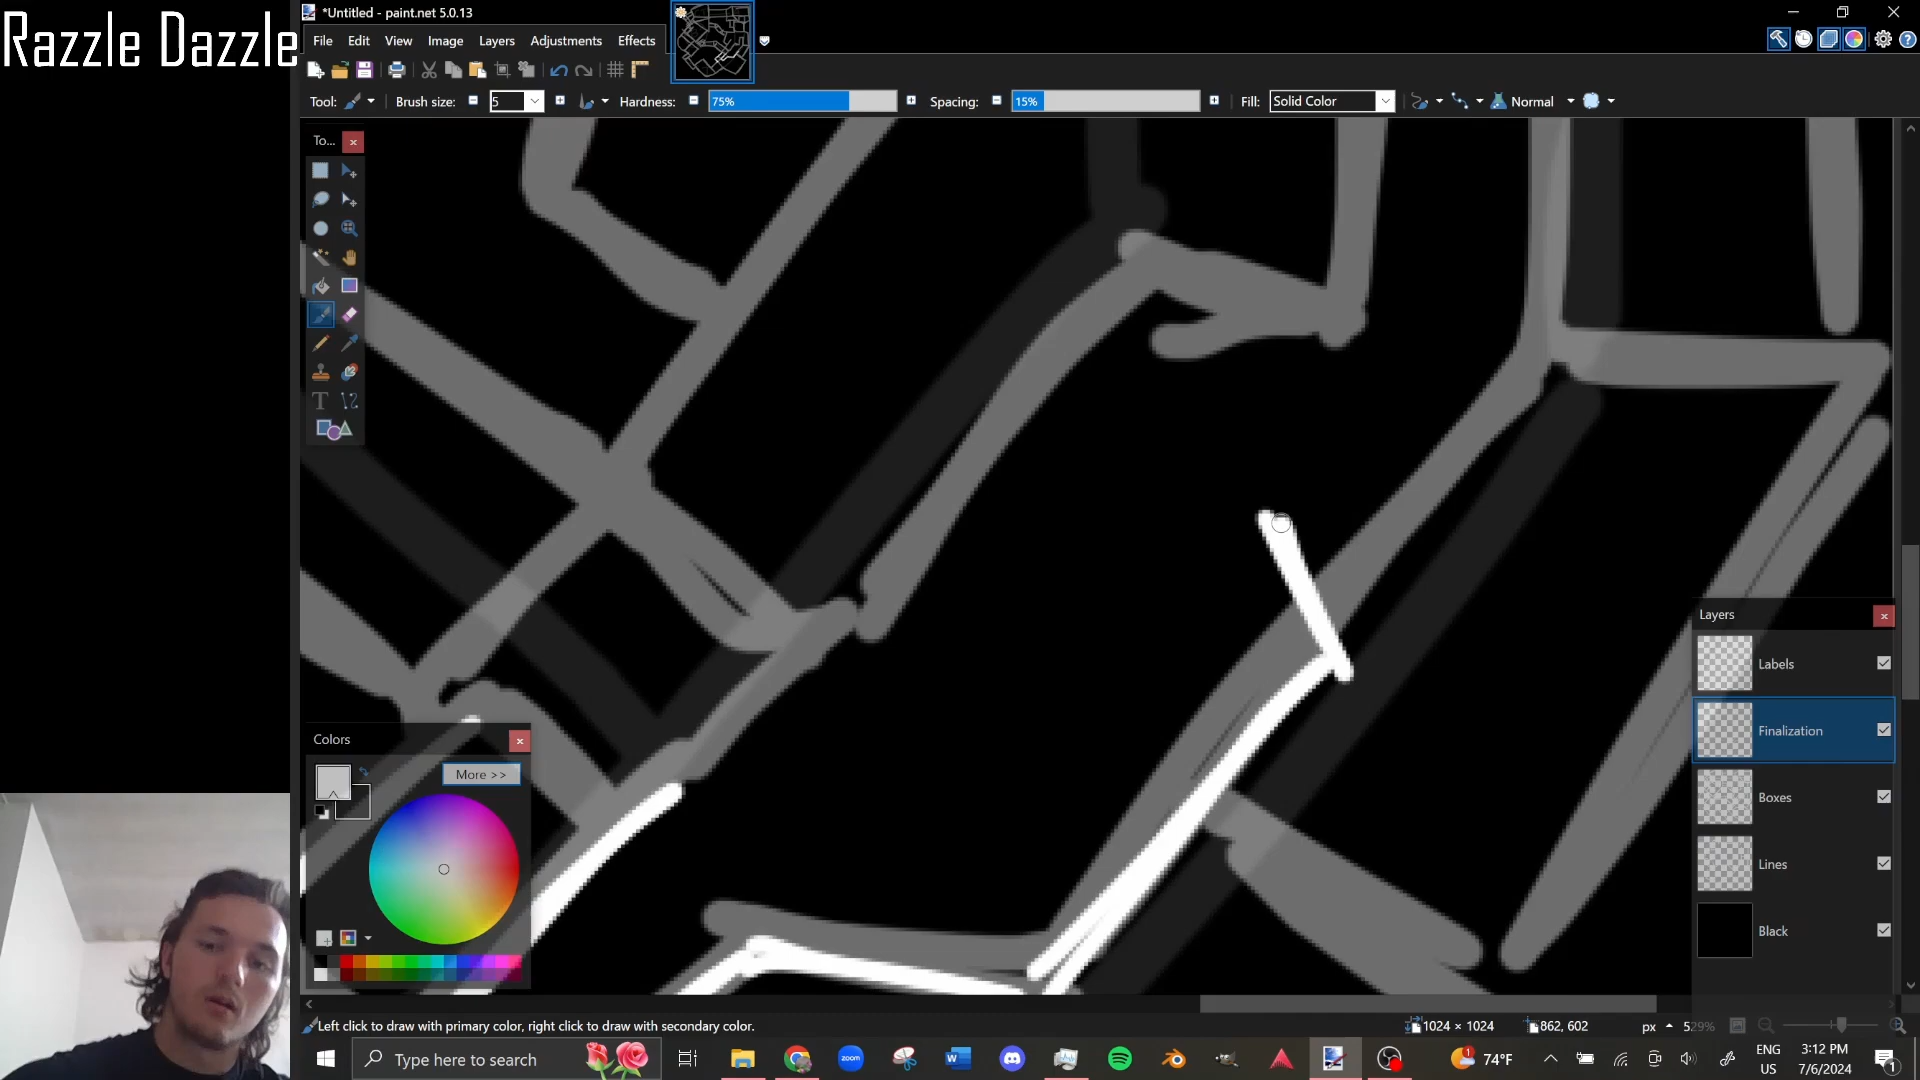 Razzle Dazzle
*Untitled - paint.net 5.0.13
File Edit View Image Layers Adjustments Effects
Tool: Brush size: 5 Hardness: 75% Spacing: 15% Fill: Solid Color Normal
To...
Colors
More >>
Layers
Labels
Finalization
Boxes
Lines
Black
Left click to draw with primary color, right click to draw with secondary color.
1024 × 1024 862, 602 px 529%
Type here to search
zoom
74°F
ENG
US
3:12 PM
7/6/2024